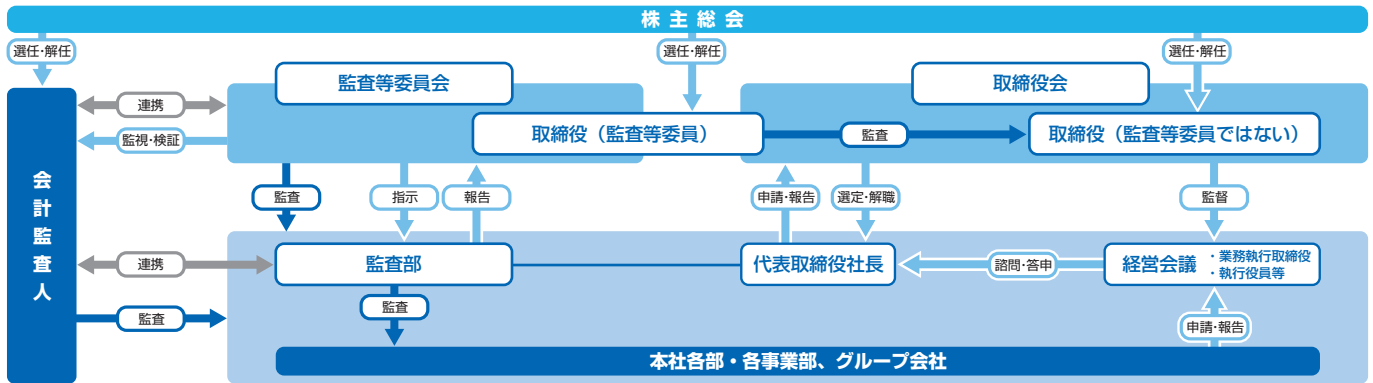 株主総会
選任・解任
選任・解任
選任・解任
監査等委員会
取締役会
連携
監視・検証
取締役（監査等委員）
監査
取締役（監査等委員ではない）
会計監査人
監査
指示
報告
申請・報告
選定・解職
監督
連携
監査部
代表取締役社長
諮問・答申
経営会議
・業務執行取締役
・執行役員等
監査
監査
申請・報告
本社各部・各事業部、グループ会社